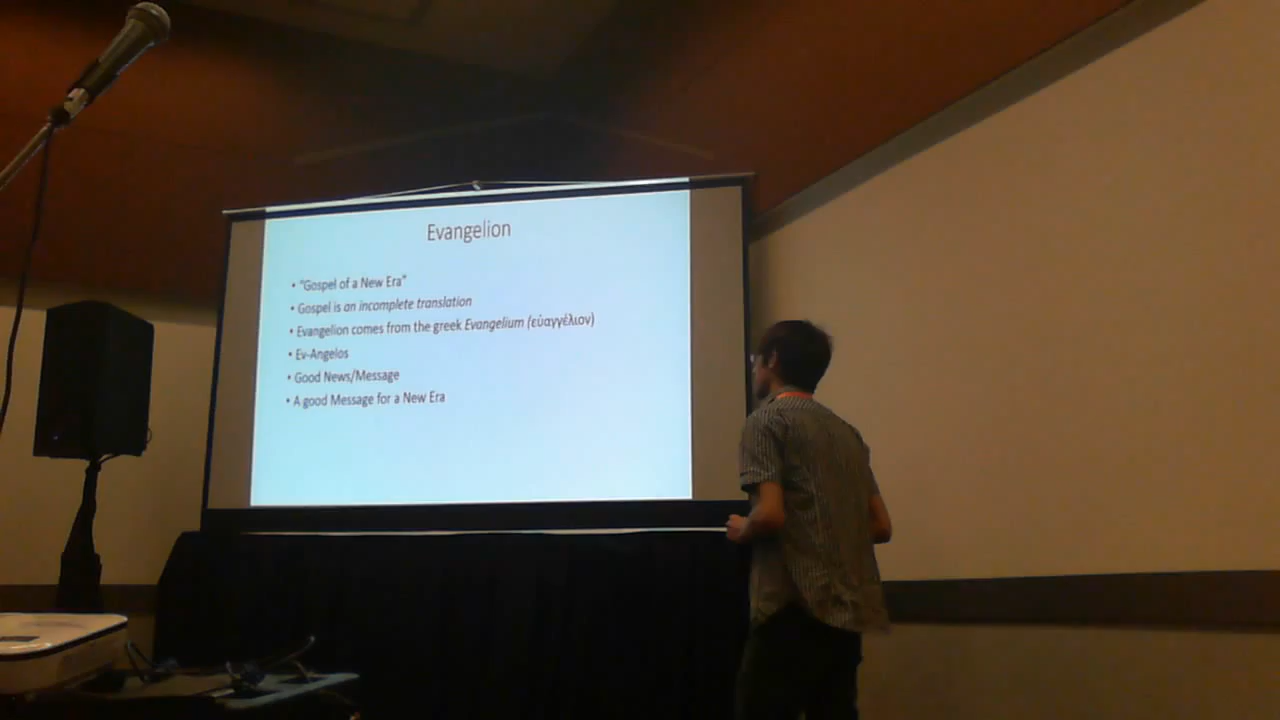 Evangelion
• "Gospel of a New Era"
• Gospel is an incomplete translation
• Evangelion comes from the greek Evangelium (εὐαγγέλιον)
• Ev-Angelos
• Good News/Message
• A good Message for a New Era